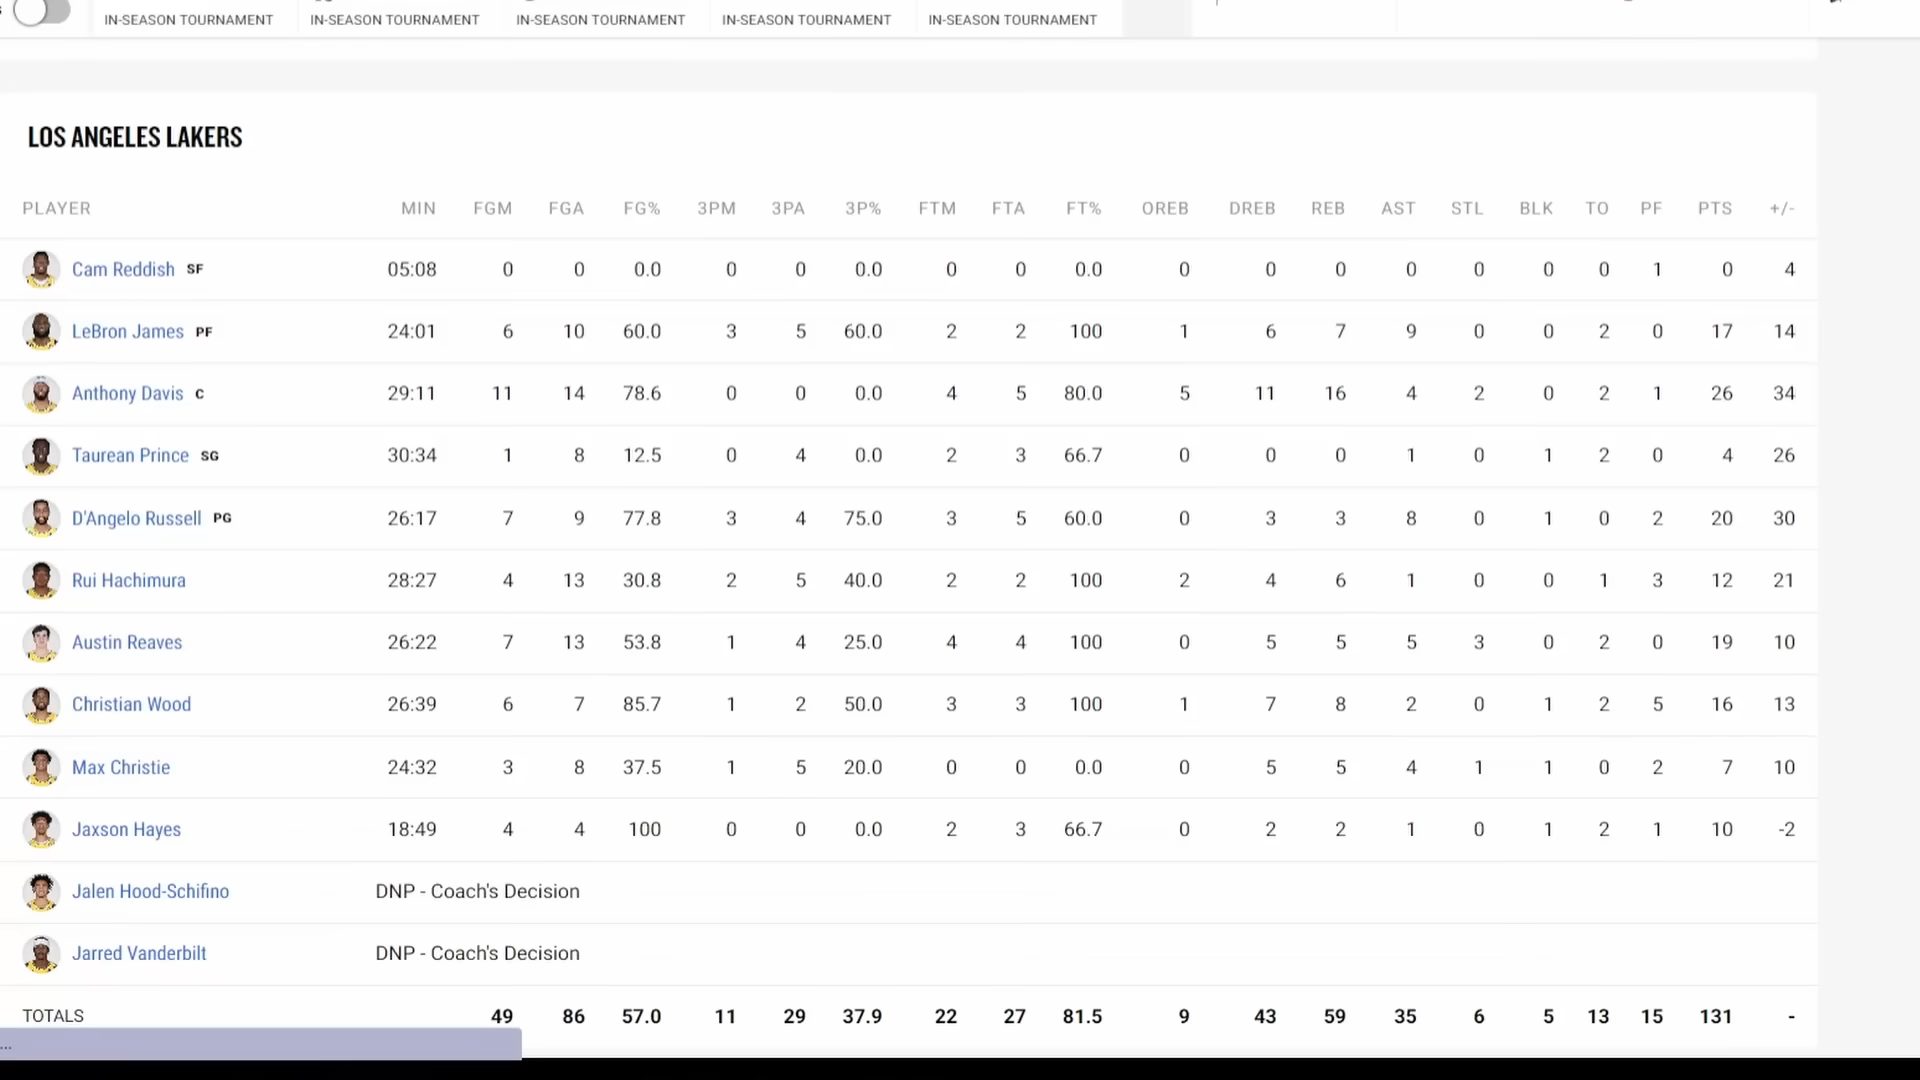 IN-SEASON TOURNAMENT IN-SEASON TOURNAMENT IN-SEASON TOURNAMENT IN-SEASON TOURNAMENT IN-SEASON TOURNAMENT
LOS ANGELES LAKERS
PLAYER MIN FGM FGA FG% 3PM 3PA 3P% FTM FTA FT% OREB DREB REB AST STL BLK TO PF PTS +/-
Cam Reddish SF 05:08 0 0 0.0 0 0 0.0 0 0 0.0 0 0 0 0 0 0 0 1 0 4
LeBron James PF 24:01 6 10 60.0 3 5 60.0 2 2 100 1 6 7 9 0 0 2 0 17 14
Anthony Davis C 29:11 11 14 78.6 0 0 0.0 4 5 80.0 5 11 16 4 2 0 2 1 26 34
Taurean Prince SG 30:34 1 8 12.5 0 4 0.0 2 3 66.7 0 0 0 1 0 1 2 0 4 26
D'Angelo Russell PG 26:17 7 9 77.8 3 4 75.0 3 5 60.0 0 3 3 8 0 1 0 2 20 30
Rui Hachimura 28:27 4 13 30.8 2 5 40.0 2 2 100 2 4 6 1 0 0 1 3 12 21
Austin Reaves 26:22 7 13 53.8 1 4 25.0 4 4 100 0 5 5 5 3 0 2 0 19 10
Christian Wood 26:39 6 7 85.7 1 2 50.0 3 3 100 1 7 8 2 0 1 2 5 16 13
Max Christie 24:32 3 8 37.5 1 5 20.0 0 0 0.0 0 5 5 4 1 1 0 2 7 10
Jaxson Hayes 18:49 4 4 100 0 0 0.0 2 3 66.7 0 2 2 1 0 1 2 1 10 -2
Jalen Hood-Schifino DNP - Coach's Decision
Jarred Vanderbilt DNP - Coach's Decision
TOTALS 49 86 57.0 11 29 37.9 22 27 81.5 9 43 59 35 6 5 13 15 131 -
...